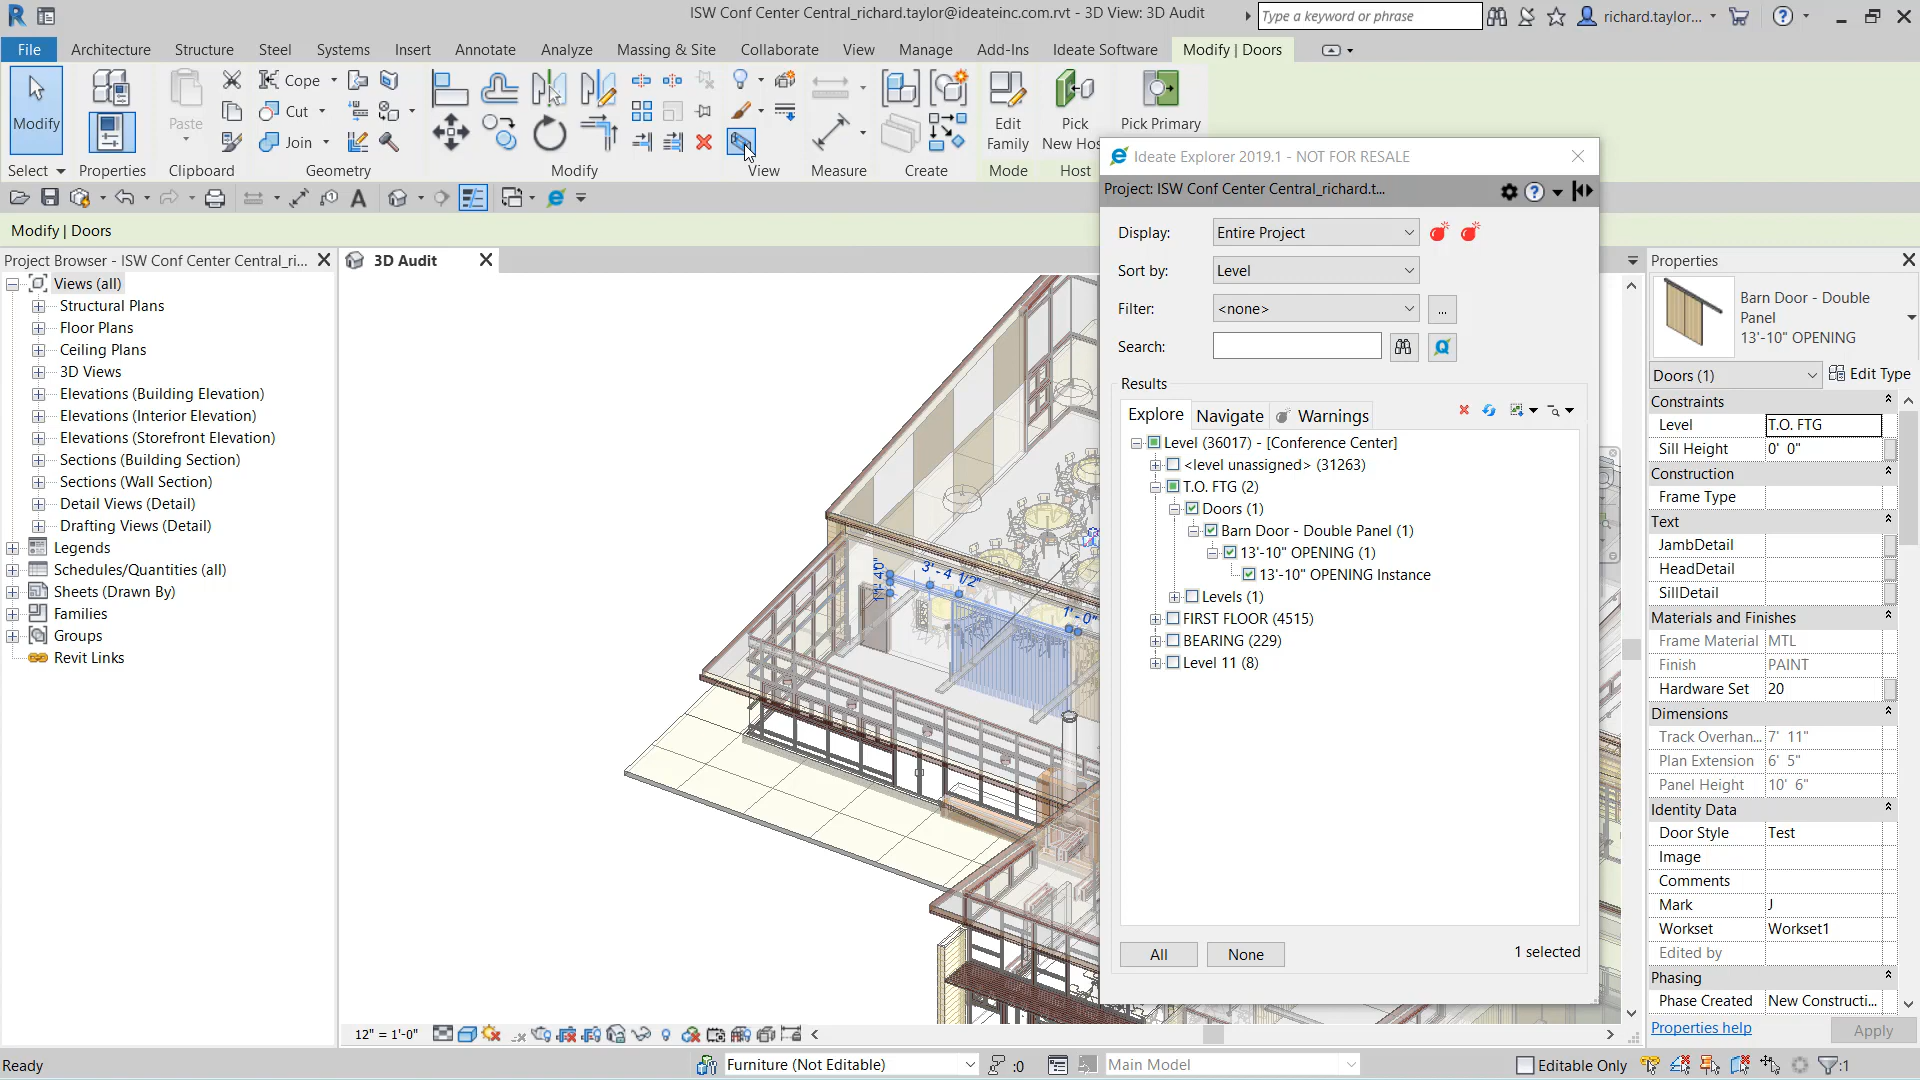 ISW Conf Center Central_richard.taylor@ideateinc.com.rvt - 3D View: 3D Audit
Type a keyword or phrase
richard.taylor...
File
Architecture
Structure
Steel
Systems
Insert
Annotate
Analyze
Massing & Site
Collaborate
View
Manage
Add-Ins
Ideate Software
Modify | Doors
Modify
Paste
Cope
Cut
Join
Edit
Family
Pick
New Hos
Pick Primary
Select
Properties
Clipboard
Geometry
Modify
View
Measure
Create
Mode
Host
Modify | Doors
Project Browser - ISW Conf Center Central_ri...
Views (all)
Structural Plans
Floor Plans
Ceiling Plans
3D Views
Elevations (Building Elevation)
Elevations (Interior Elevation)
Elevations (Storefront Elevation)
Sections (Building Section)
Sections (Wall Section)
Detail Views (Detail)
Drafting Views (Detail)
Legends
Schedules/Quantities (all)
Sheets (Drawn By)
Families
Groups
Revit Links
3D Audit
3' - 4 1/2"
1' - 0"
Ideate Explorer 2019.1 - NOT FOR RESALE
Project: ISW Conf Center Central_richard.t...
Display:
Entire Project
Sort by:
Level
Filter:
<none>
...
Search:
Results
Explore
Navigate
Warnings
Level (36017) - [Conference Center]
<level unassigned> (31263)
T.O. FTG (2)
Doors (1)
Barn Door - Double Panel (1)
13'-10" OPENING (1)
13'-10" OPENING Instance
Levels (1)
FIRST FLOOR (4515)
BEARING (229)
Level 11 (8)
All
None
1 selected
Properties
Barn Door - Double
Panel
13'-10" OPENING
Doors (1)
Edit Type
Constraints
Level
T.O. FTG
Sill Height
0' 0"
Construction
Frame Type
Text
JambDetail
HeadDetail
SillDetail
Materials and Finishes
Frame Material
MTL
Finish
PAINT
Hardware Set
20
Dimensions
Track Overhan...
7' 11"
Plan Extension
6' 5"
Panel Height
10' 6"
Identity Data
Door Style
Test
Image
Comments
Mark
J
Workset
Workset1
Edited by
Phasing
Phase Created
New Constructi...
Properties help
Apply
12" = 1'-0"
Ready
Furniture (Not Editable)
:0
Main Model
Editable Only
:1